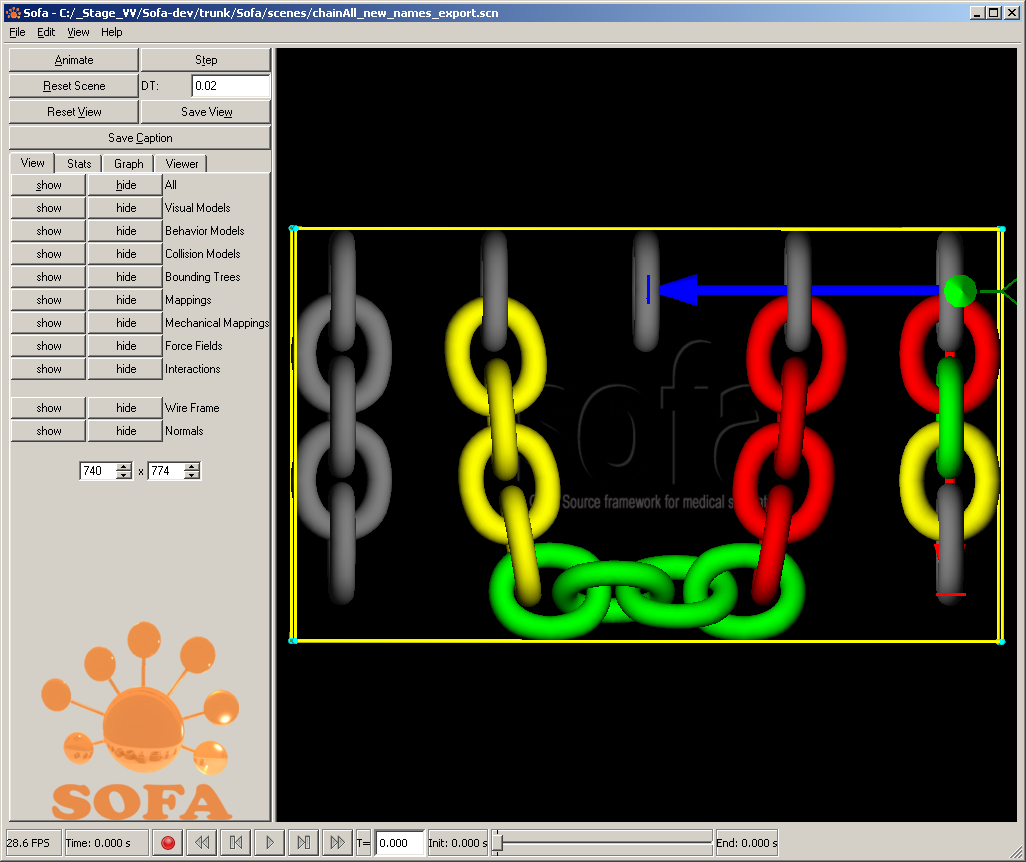 Sofa - C:/_Stage_VV/Sofa-dev/trunk/Sofa/scenes/chainAll_new_names_export.scn
File Edit View Help
Animate Step
Reset Scene DT: 0.02
Reset View Save View
Save Caption
View Stats Graph Viewer
show hide All
show hide Visual Models
show hide Behavior Models
show hide Collision Models
show hide Bounding Trees
show hide Mappings
show hide Mechanical Mappings
show hide Force Fields
show hide Interactions
show hide Wire Frame
show hide Normals
740 x 774
sofa
Source framework for medical
SOFA
28.6 FPS Time: 0.000 s T= 0.000 Init: 0.000 s End: 0.000 s